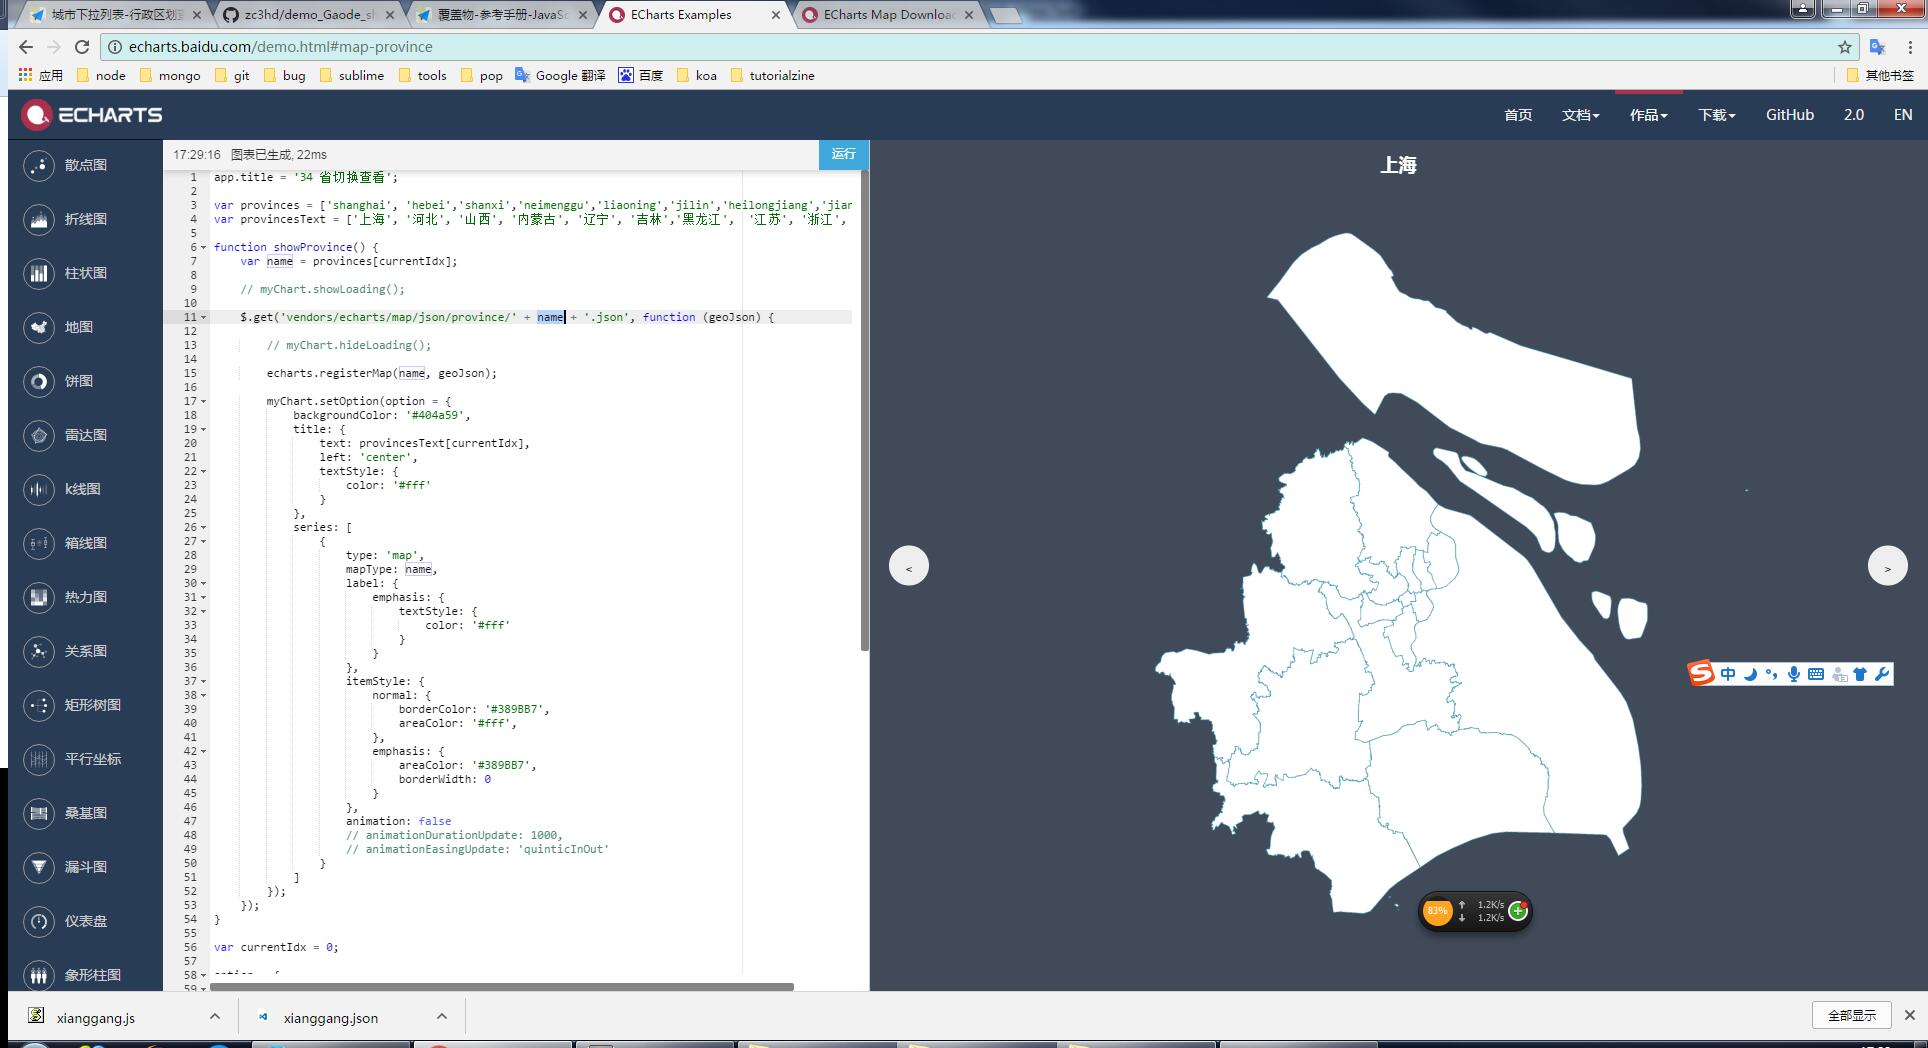 城市下拉列表-行政区划
zc3hd/demo_Gaode_s
覆盖物-参考手册-JavaSc
ECharts Examples
ECharts Map Downloa
echarts.baidu.com/demo.html#map-province
应用
node
mongo
git
bug
sublime
tools
pop
Google 翻译
百度
koa
tutorialzine
其他书签
ECHARTS
首页
文档
作品
下载
GitHub
2.0
EN
散点图
折线图
柱状图
地图
饼图
雷达图
k线图
箱线图
热力图
关系图
矩形树图
平行坐标
桑基图
漏斗图
仪表盘
象形柱图
17:29:16 图表已生成, 22ms
运行
1 app.title = '34 省切换查看';
2
3 var provinces = ['shanghai', 'hebei','shanxi','neimenggu','liaoning','jilin','heilongjiang','jian
4 var provincesText = ['上海', '河北', '山西', '内蒙古', '辽宁', '吉林','黑龙江', '江苏', '浙江',
5
6 function showProvince() {
7 var name = provinces[currentIdx];
8
9 // myChart.showLoading();
10
11 $.get('vendors/echarts/map/json/province/' + name + '.json', function (geoJson) {
12
13 // myChart.hideLoading();
14
15 echarts.registerMap(name, geoJson);
16
17 myChart.setOption(option = {
18 backgroundColor: '#404a59',
19 title: {
20 text: provincesText[currentIdx],
21 left: 'center',
22 textStyle: {
23 color: '#fff'
24 }
25 },
26 series: [
27 {
28 type: 'map',
29 mapType: name,
30 label: {
31 emphasis: {
32 textStyle: {
33 color: '#fff'
34 }
35 }
36 },
37 itemStyle: {
38 normal: {
39 borderColor: '#389BB7',
40 areaColor: '#fff',
41 },
42 emphasis: {
43 areaColor: '#389BB7',
44 borderWidth: 0
45 }
46 },
47 animation: false
48 // animationDurationUpdate: 1000,
49 // animationEasingUpdate: 'quinticInOut'
50 }
51 ]
52 });
53 });
54 }
55
56 var currentIdx = 0;
57
58
59
上海
<
>
中
83%
1.2K/s
1.2K/s
xianggang.js
xianggang.json
全部显示